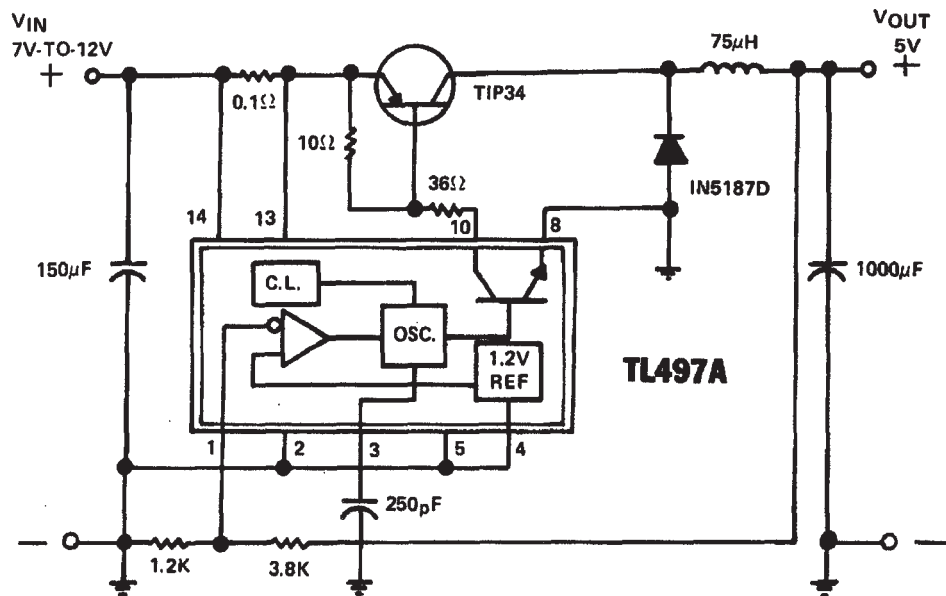 VIN
7V-TO-12V
+
VOUT
5V
+
75µH
0.1Ω
TIP34
10Ω
36Ω
IN5187D
14
13
10
8
150µF
C.L.
OSC.
1.2V
REF
1000µF
TL497A
1
2
3
5
4
250pF
1.2K
3.8K